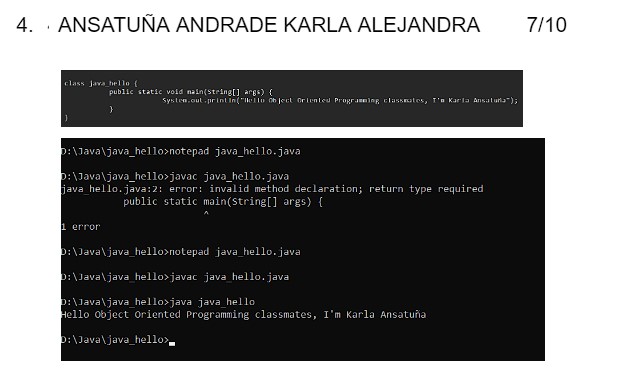 4. ANSATUÑA ANDRADE KARLA ALEJANDRA 7/10
class java_hello {
public static void main(String[] args) {
System.out.println("Hello Object Oriented Programming classmates, I'm Karla Ansatuña");
}
}
D:\Java\java_hello>notepad java_hello.java
D:\Java\java_hello>javac java_hello.java
java_hello.java:2: error: invalid method declaration; return type required
public static main(String[] args) {
^
1 error
D:\Java\java_hello>notepad java_hello.java
D:\Java\java_hello>javac java_hello.java
D:\Java\java_hello>java java_hello
Hello Object Oriented Programming classmates, I'm Karla Ansatuña
D:\Java\java_hello>